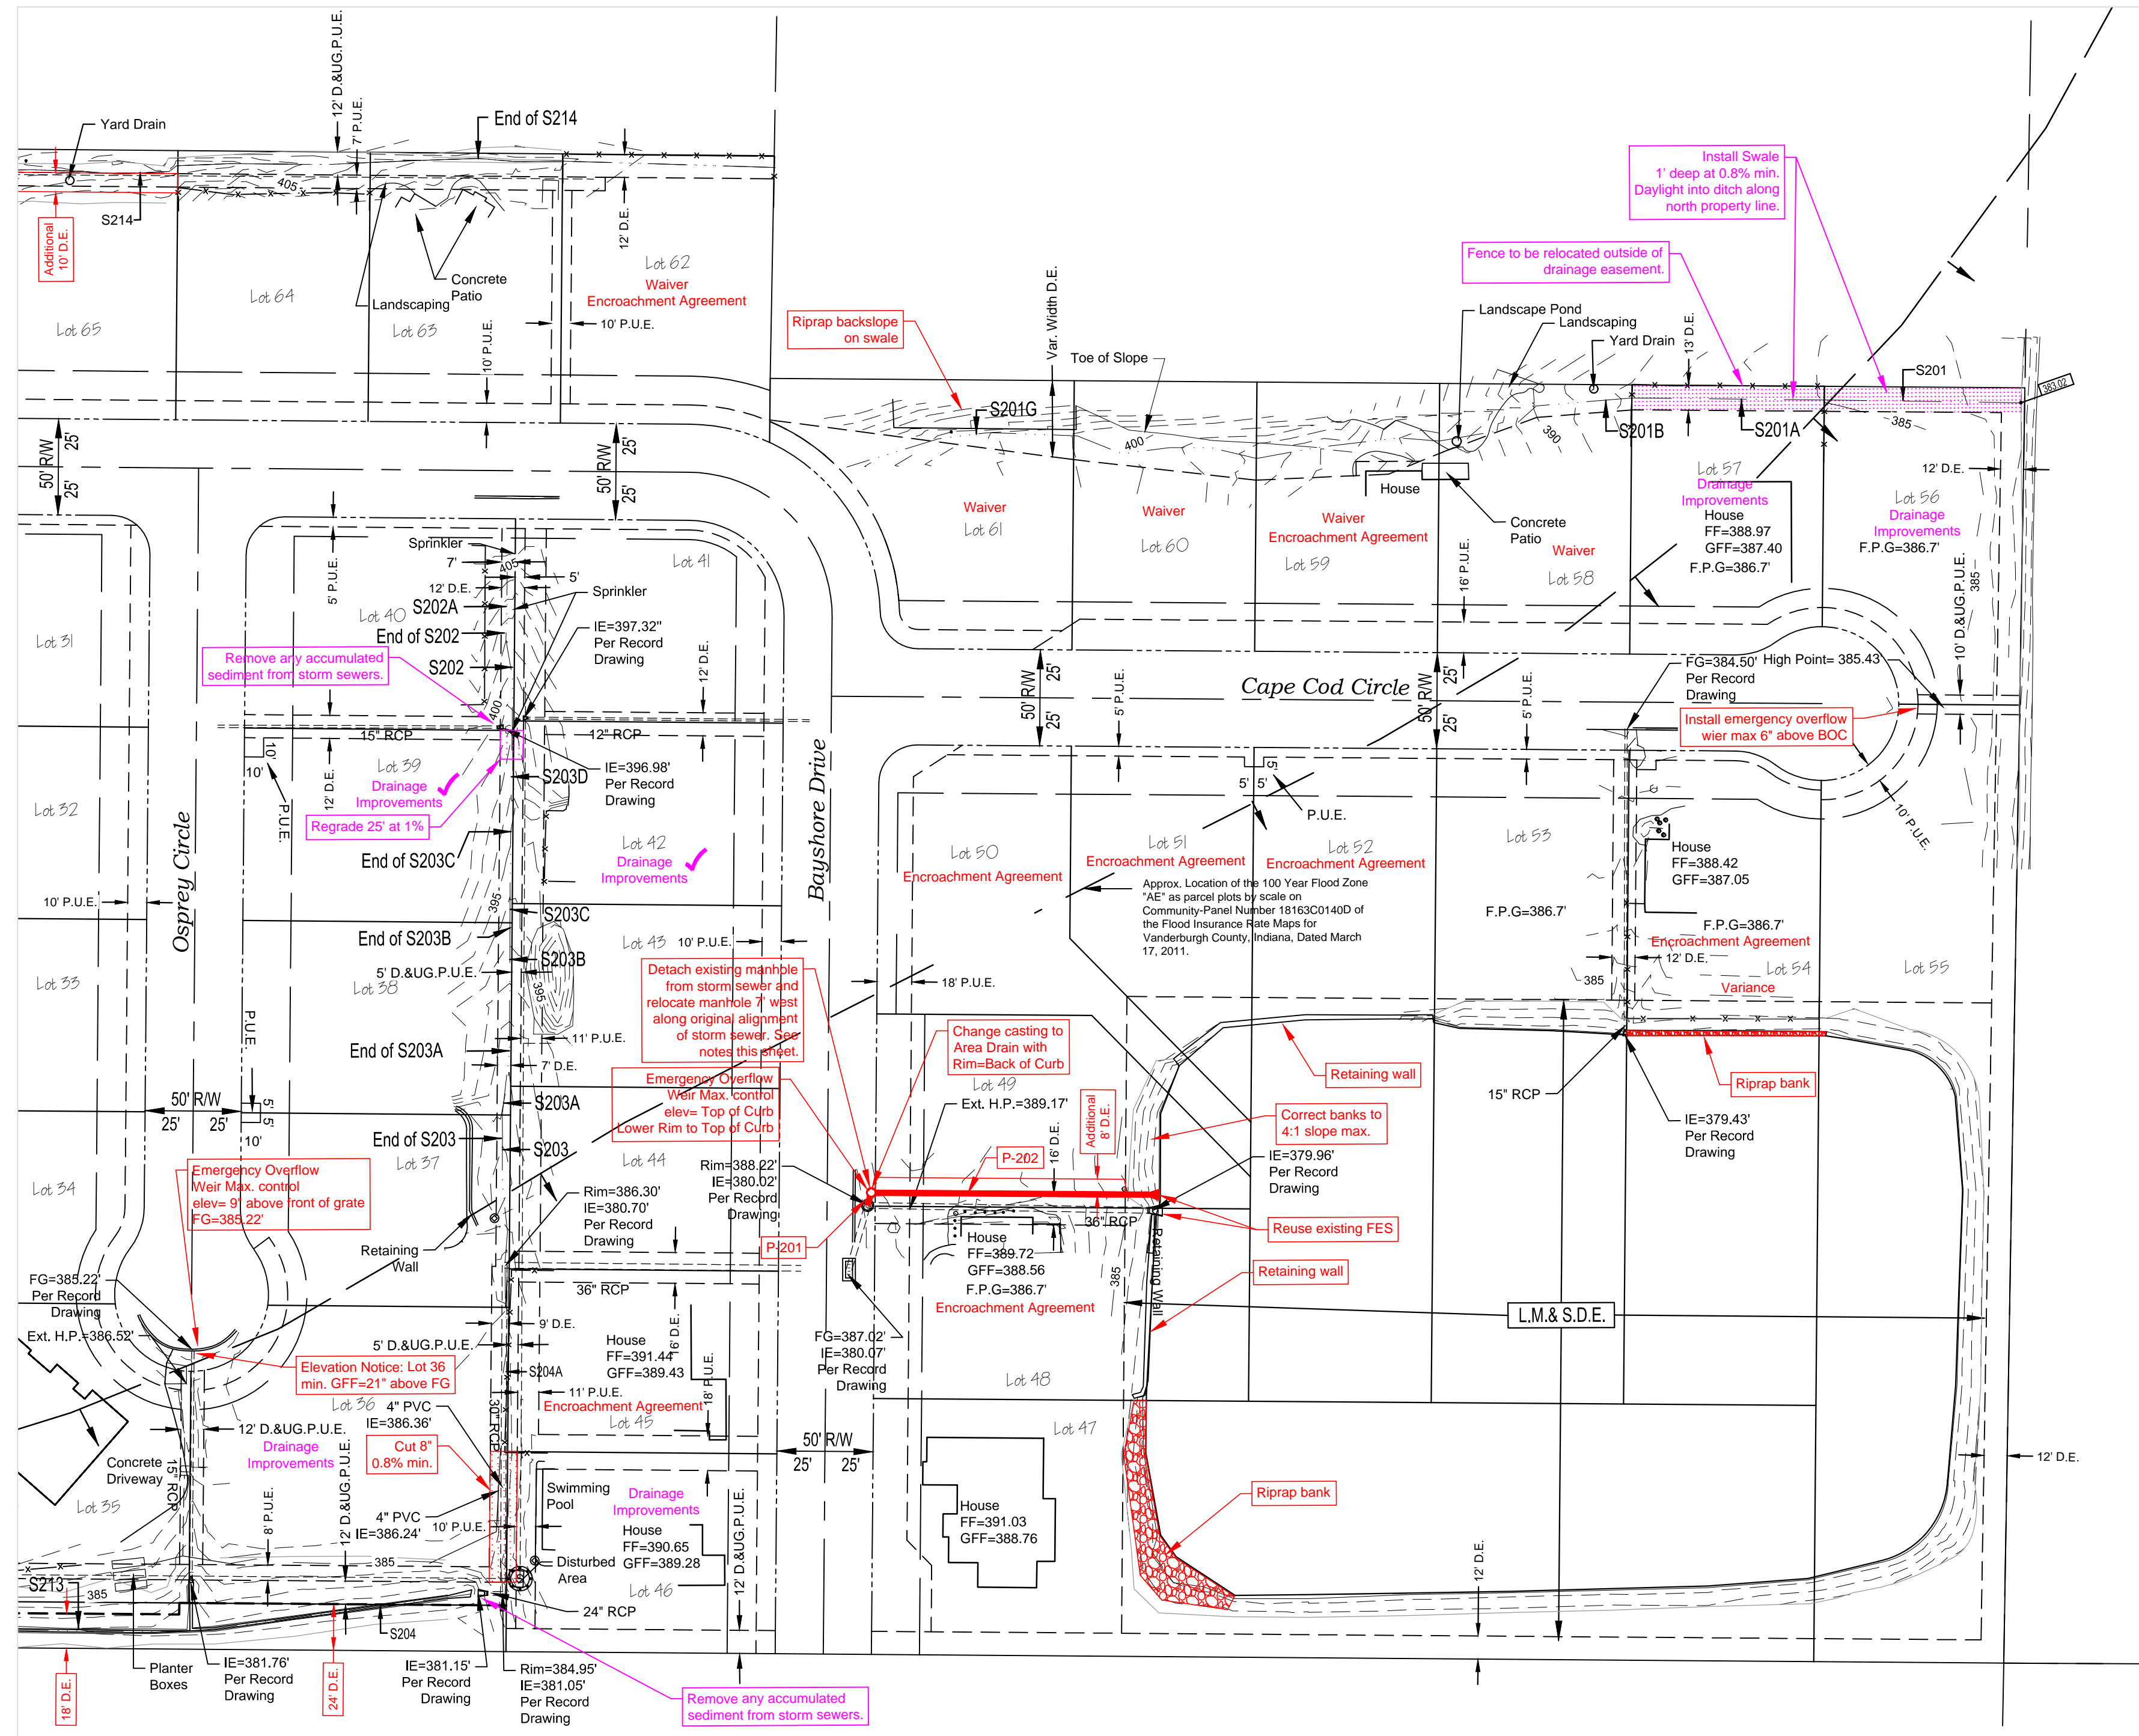 12' D.&UG.P.U.E.
7' P.U.E.
Yard Drain
End of S214
405
S214
Additional
10' D.E.
12' D.E.
Concrete
Patio
Landscaping
Lot 62
Waiver
Encroachment Agreement
Lot 64
Lot 65
Lot 63
10' P.U.E.
10' P.U.E.
Install Swale
1' deep at 0.8% min.
Daylight into ditch along
north property line.
Fence to be relocated outside of
drainage easement.
Var. Width D.E.
Riprap backslope
on swale
Toe of Slope
Landscape Pond
Landscaping
Yard Drain
13' D.E.
S201
383.02
S201G
400
390
S201B
S201A
385
50' R/W
25'
25'
50' R/W
25'
25'
House
Concrete
Patio
Waiver
Lot 61
Waiver
Lot 60
Waiver
Encroachment Agreement
Lot 59
Waiver
Lot 58
16' P.U.E.
Lot 57
Drainage
Improvements
House
FF=388.97
GFF=387.40
F.P.G=386.7'
12' D.E.
Lot 56
Drainage
Improvements
F.P.G=386.7'
385
10' D.&UG.P.U.E.
Sprinkler
7'
405
5'
12' D.E.
Sprinkler
S202A
Lot 40
End of S202
S202
5' P.U.E.
Lot 41
IE=397.32"
Per Record
Drawing
12' D.E.
Lot 31
Remove any accumulated
sediment from storm sewers.
400
15" RCP
12" RCP
10'
10'
P.U.E.
12' D.E.
Lot 39
Drainage
Improvements
S203D
IE=396.98"
Per Record
Drawing
Regrade 25' at 1%
Lot 32
End of S203C
Lot 42
Drainage
Improvements
Osprey Circle
Bayshore Drive
Cape Cod Circle
50' R/W
25'
25'
5' P.U.E.
50' R/W
25'
25'
5' P.U.E.
FG=384.50'
Per Record
Drawing
High Point= 385.43'
Install emergency overflow
wier max 6" above BOC
10' P.U.E.
5'
5'
5'
P.U.E.
Lot 50
Encroachment Agreement
Lot 51
Encroachment Agreement
Lot 52
Encroachment Agreement
Approx. Location of the 100 Year Flood Zone
"AE" as parcel plots by scale on
Community-Panel Number 18163C0140D of
the Flood Insurance Rate Maps for
Vanderburgh County, Indiana, Dated March
17, 2011.
Lot 53
House
FF=388.42
GFF=387.05
F.P.G=386.7'
F.P.G=386.7'
Encroachment Agreement
12' D.E.
Lot 54
Variance
Lot 55
385
10' P.U.E.
395
S203C
End of S203B
S203B
5' D.&UG.P.U.E.
Lot 38
395
Lot 43
10' P.U.E.
18' P.U.E.
Lot 33
P.U.E.
End of S203A
11' P.U.E.
7' D.E.
Detach existing manhole
from storm sewer and
relocate manhole 7' west
along original alignment
of storm sewer. See
notes this sheet.
Change casting to
Area Drain with
Rim=Back of Curb
Emergency Overflow
Weir Max. control
elev= Top of Curb
Lower Rim to Top of Curb
Lot 49
Ext. H.P.=389.17'
Additional
8' D.E.
16' D.E.
Retaining wall
Correct banks to
4:1 slope max.
Riprap bank
15" RCP
IE=379.43'
Per Record
Drawing
50' R/W
25'
25'
5'
5'
10'
S203A
End of S203
S203
Lot 37
Lot 44
Rim=388.22'
IE=380.02'
Per Record
Drawing
P-202
IE=379.96'
Per Record
Drawing
Lot 34
Emergency Overflow
Weir Max. control
elev= 9" above front of grate
FG=385.22'
Rim=386.30'
IE=380.70'
Per Record
Drawing
P-201
36" RCP
Reuse existing FES
Retaining
Wall
House
FF=389.72
GFF=388.56
F.P.G=386.7'
Encroachment Agreement
385
Retaining Wall
Retaining wall
L.M.& S.D.E.
FG=385.22'
Per Record
Drawing
Ext. H.P.=386.52'
36" RCP
9' D.E.
5' D.&UG.P.U.E.
House
FF=391.44
GFF=389.43
16' D.E.
18' P.U.E.
FG=387.02'
IE=380.07'
Per Record
Drawing
Elevation Notice: Lot 36
min. GFF=21" above FG
S204A
11' P.U.E.
Encroachment Agreement
Lot 45
Lot 48
Lot 36
4" PVC
IE=386.36'
30" RCP
12' D.&UG.P.U.E.
Drainage
Improvements
Cut 8"
0.8% min.
50' R/W
25'
25'
Lot 47
12' D.E.
Concrete
Driveway
15" RCP
Lot 35
8' P.U.E.
12' D.&UG.P.U.E.
4" PVC
IE=386.24'
10' P.U.E.
Swimming
Pool
Drainage
Improvements
House
FF=390.65
GFF=389.28
12' D.&UG.P.U.E.
House
FF=391.03
GFF=388.76
Riprap bank
385
Disturbed
Area
Lot 46
S213
385
S204
24" RCP
12' D.E.
18' D.E.
Planter
Boxes
IE=381.76'
Per Record
Drawing
24' D.E.
IE=381.15'
Per Record
Drawing
Rim=384.95'
IE=381.05'
Per Record
Drawing
Remove any accumulated
sediment from storm sewers.